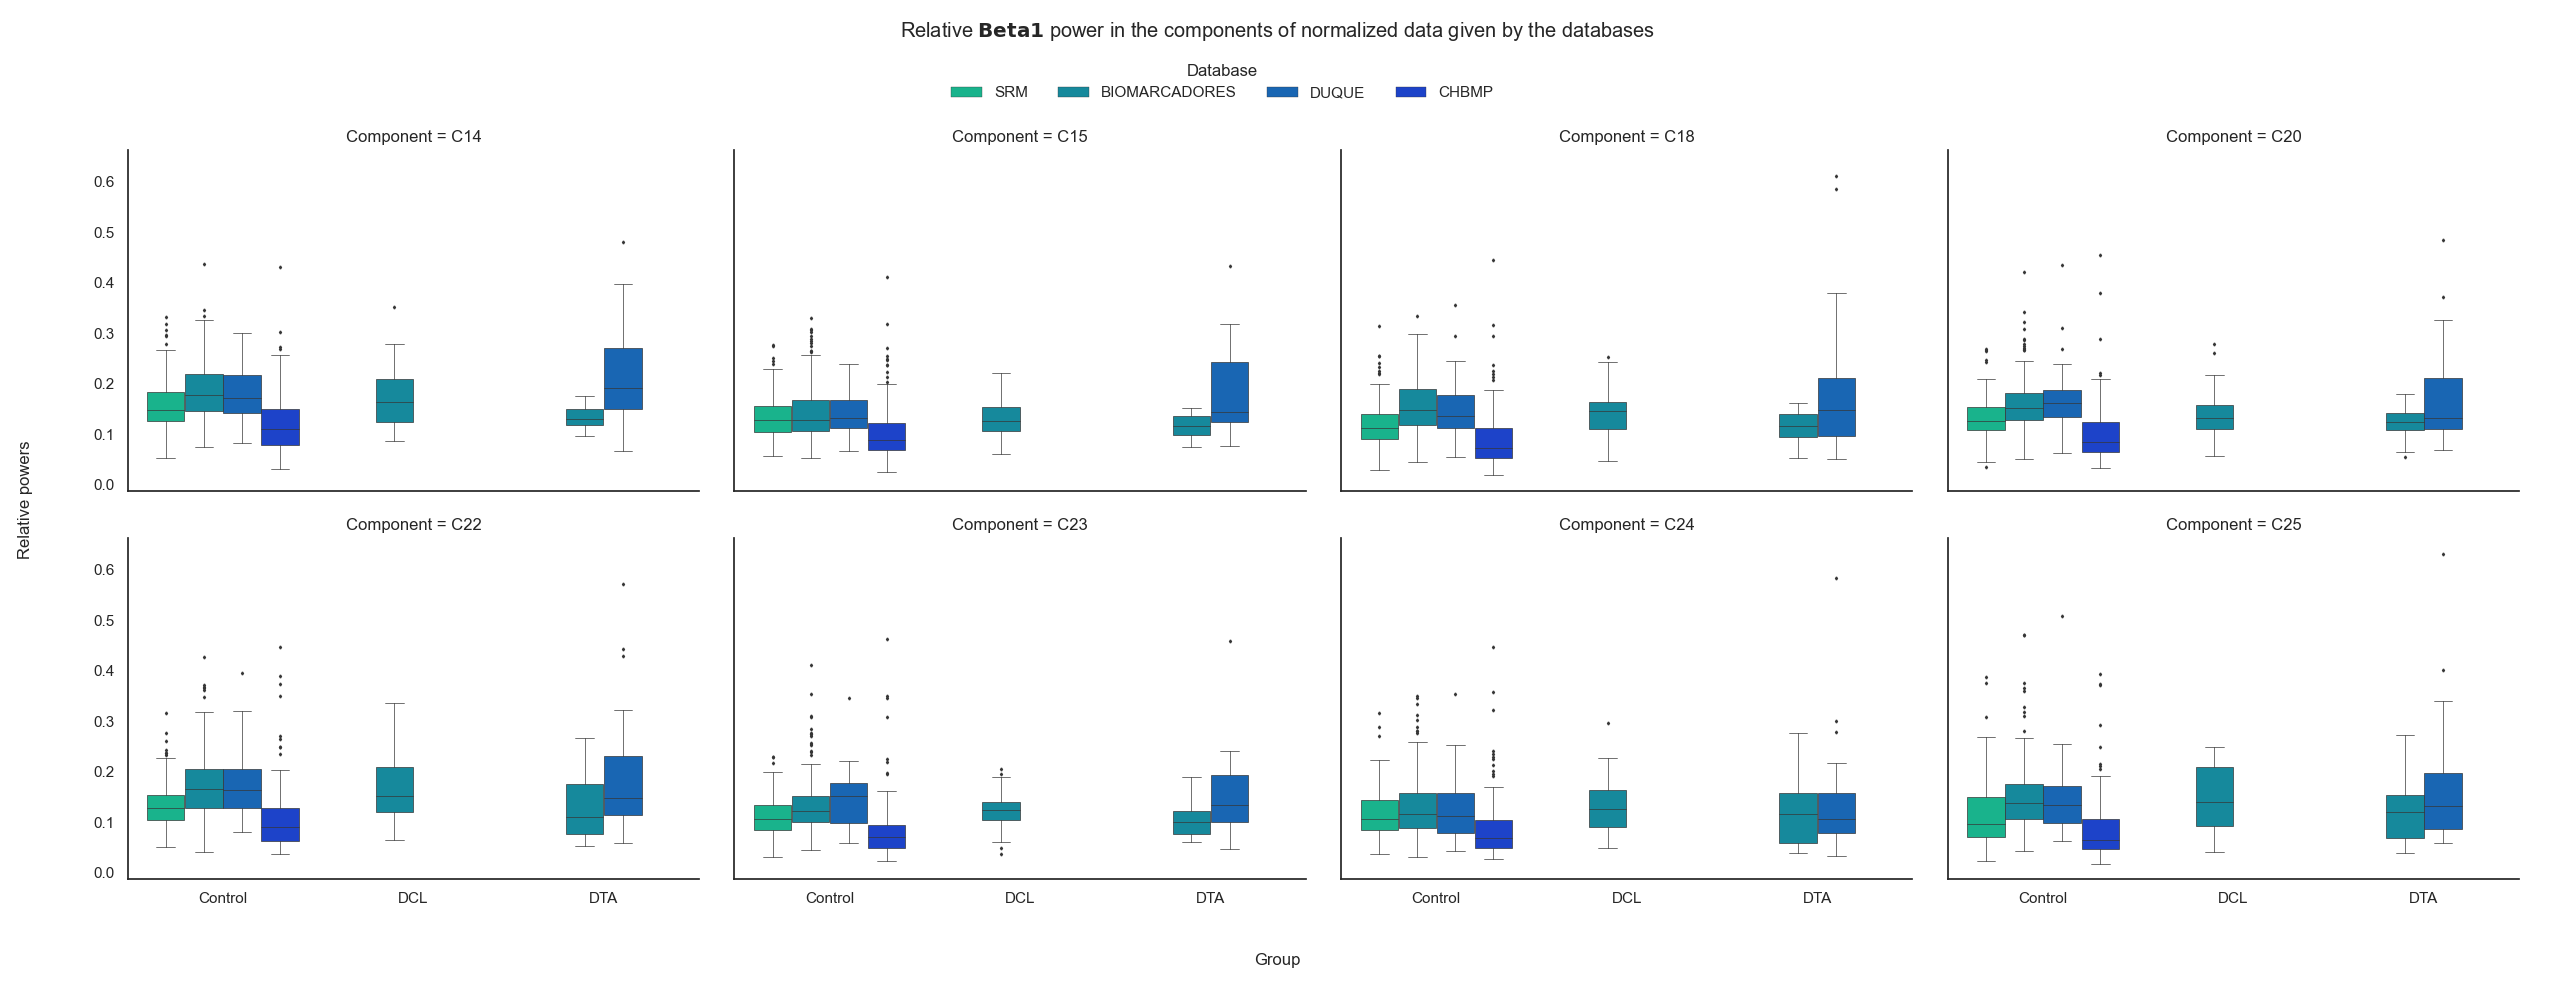 Relative Beta1 power in the components of normalized data given by the databases
Database
SRM BIOMARCADORES DUQUE CHBMP
Component = C14 Component = C15 Component = C18 Component = C20
0.6
0.5
0.4
0.3
0.2
0.1
0.0
Relative powers
Component = C22 Component = C23 Component = C24 Component = C25
0.6
0.5
0.4
0.3
0.2
0.1
0.0
Control DCL DTA Control DCL DTA Control DCL DTA Control DCL DTA
Group